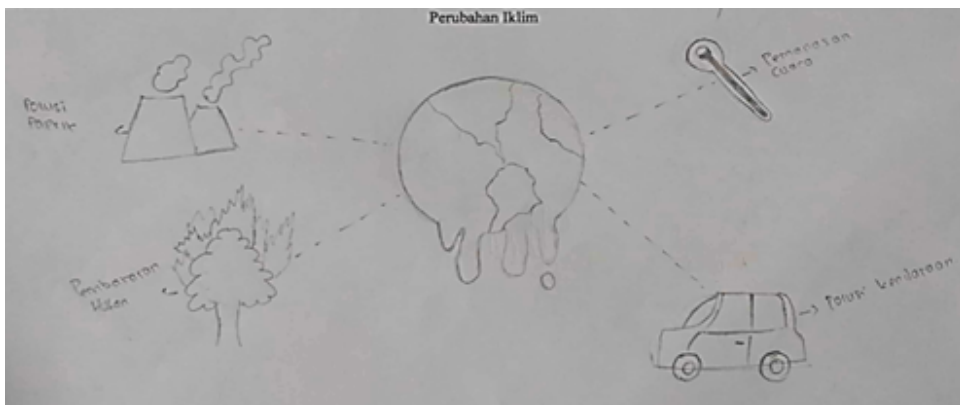 Perubahan Iklim
Polusi
Pabrik
Pemanasan
Cuaca
Pembakaran
Hutan
Polusi kendaraan